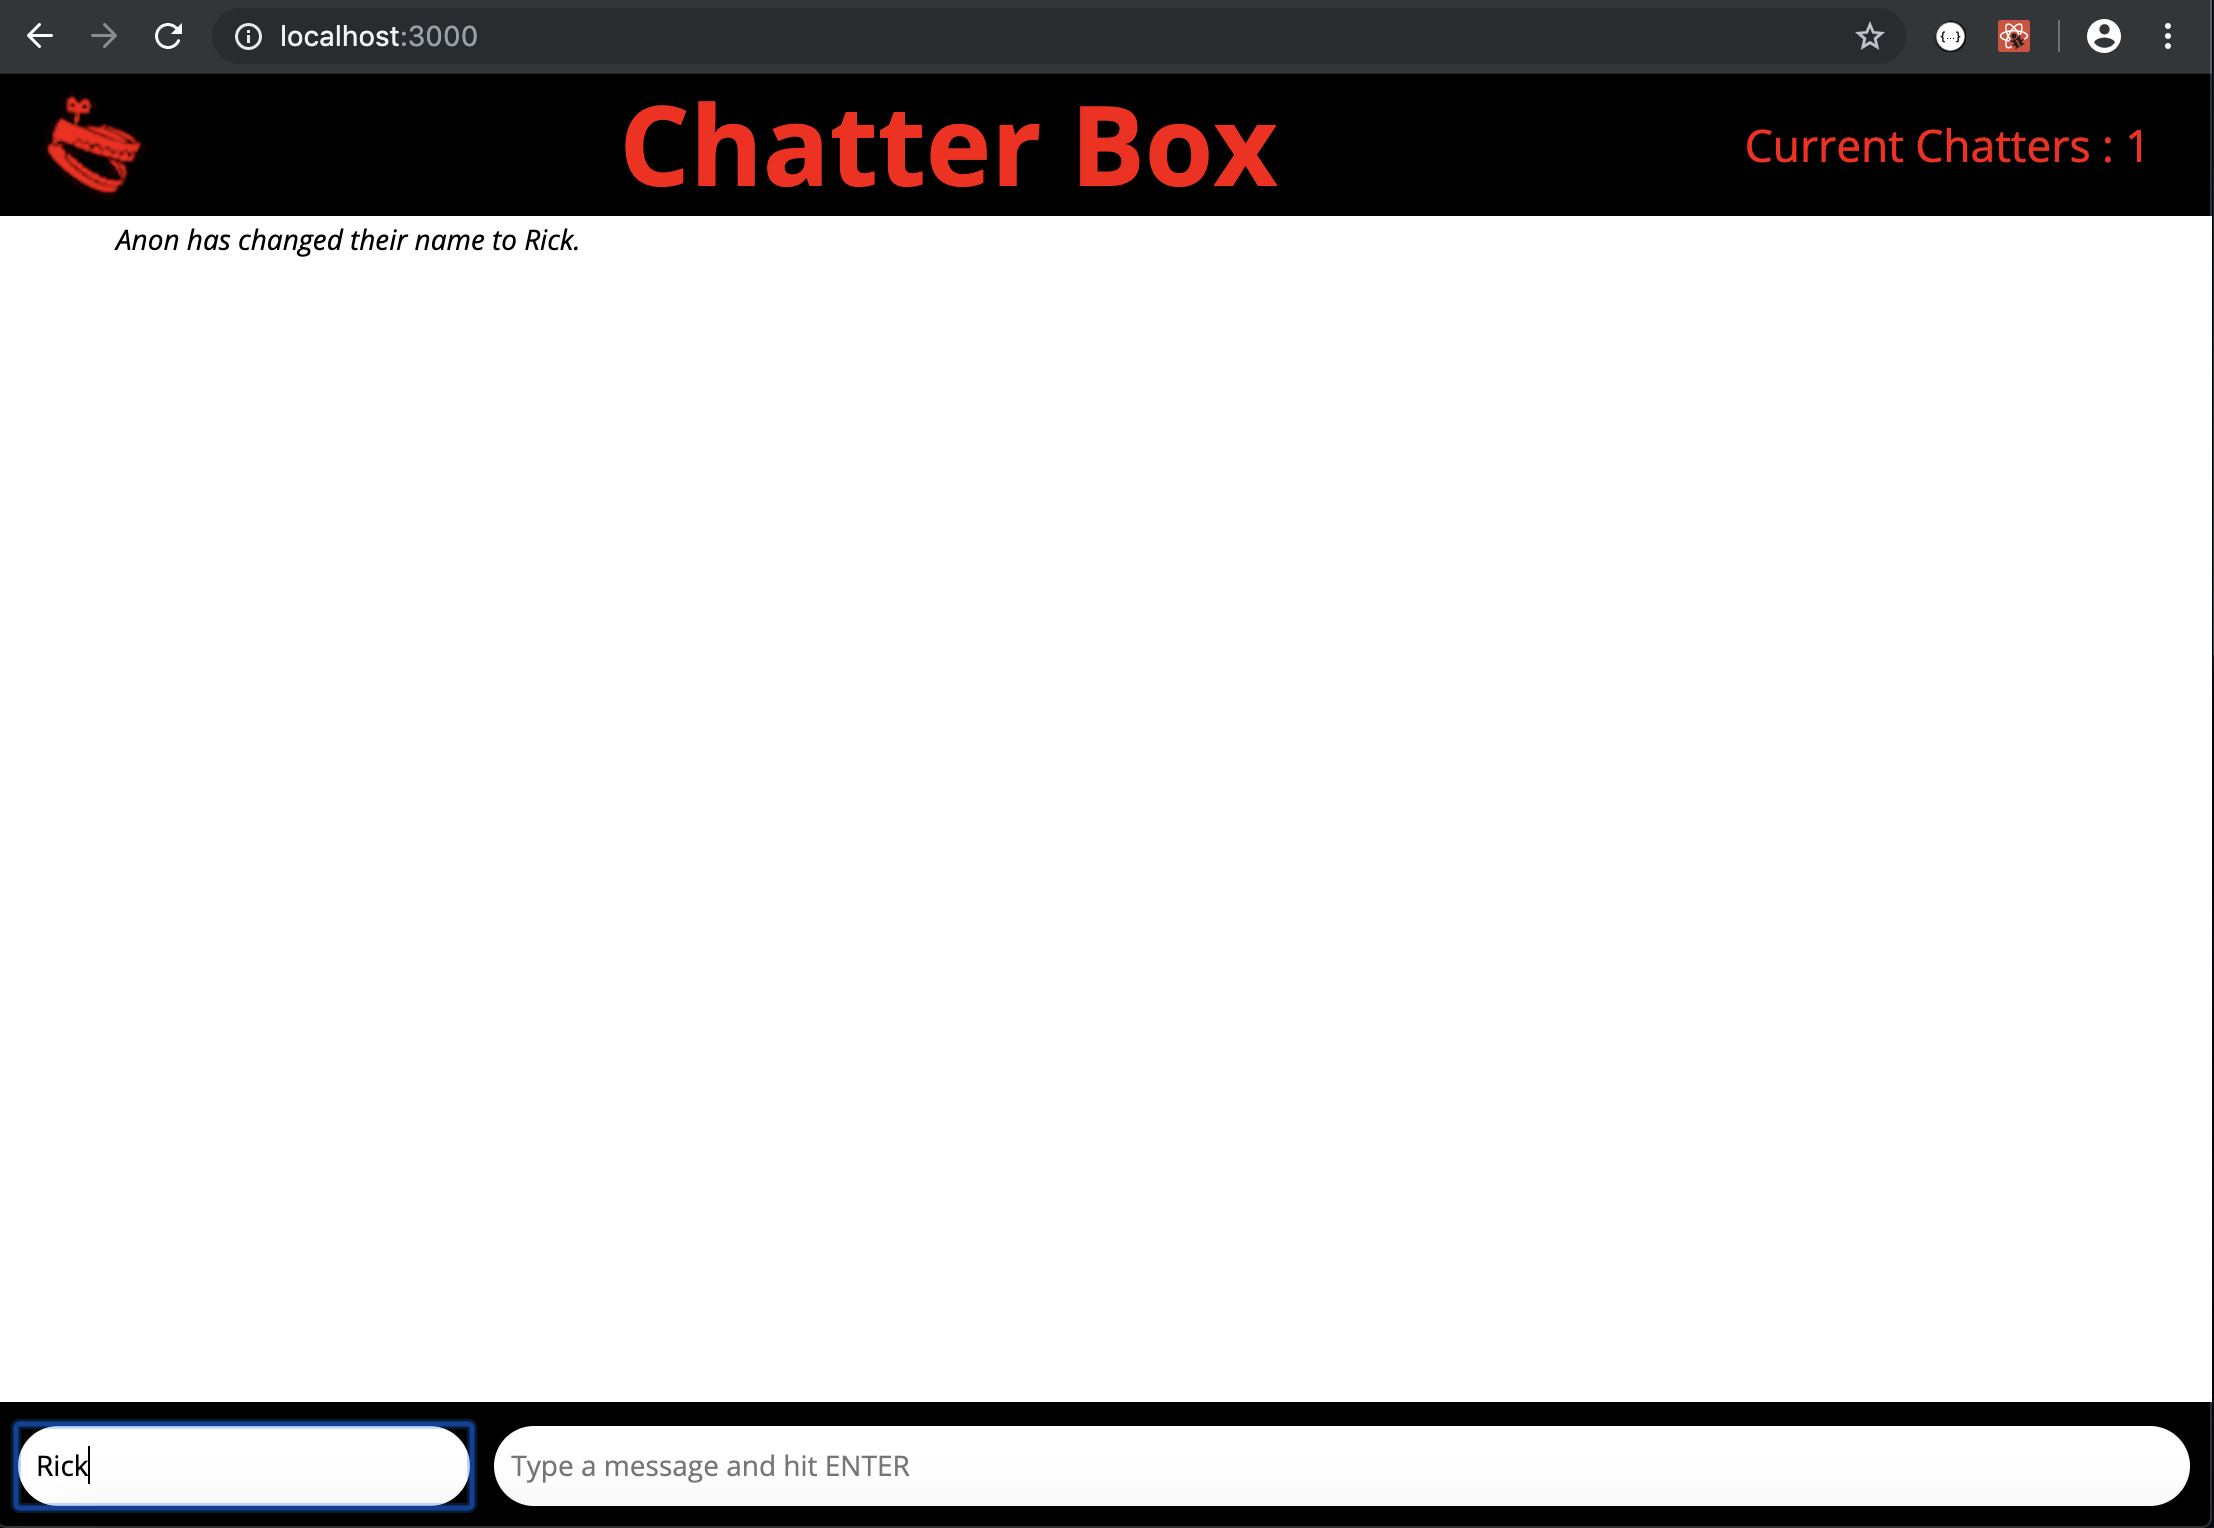 localhost:3000
Chatter Box
Current Chatters : 1
Anon has changed their name to Rick.
Rick
Type a message and hit ENTER